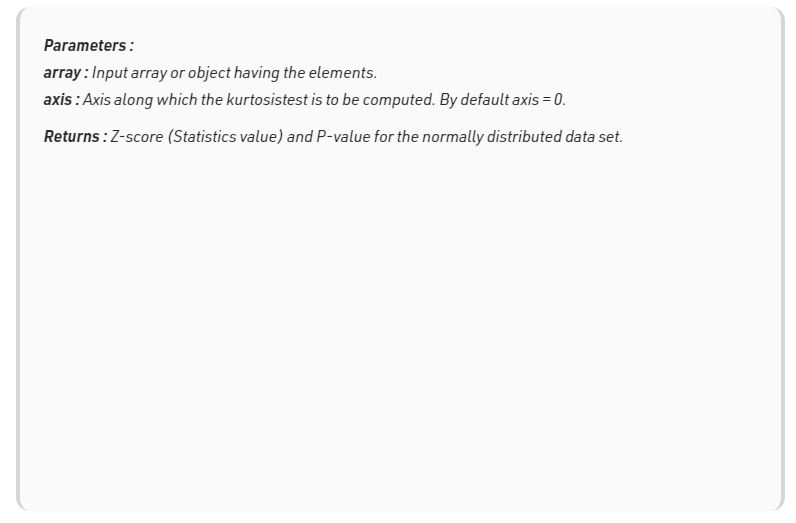 Parameters :
array : Input array or object having the elements.
axis : Axis along which the kurtosistest is to be computed. By default axis = 0.
Returns : Z-score (Statistics value) and P-value for the normally distributed data set.